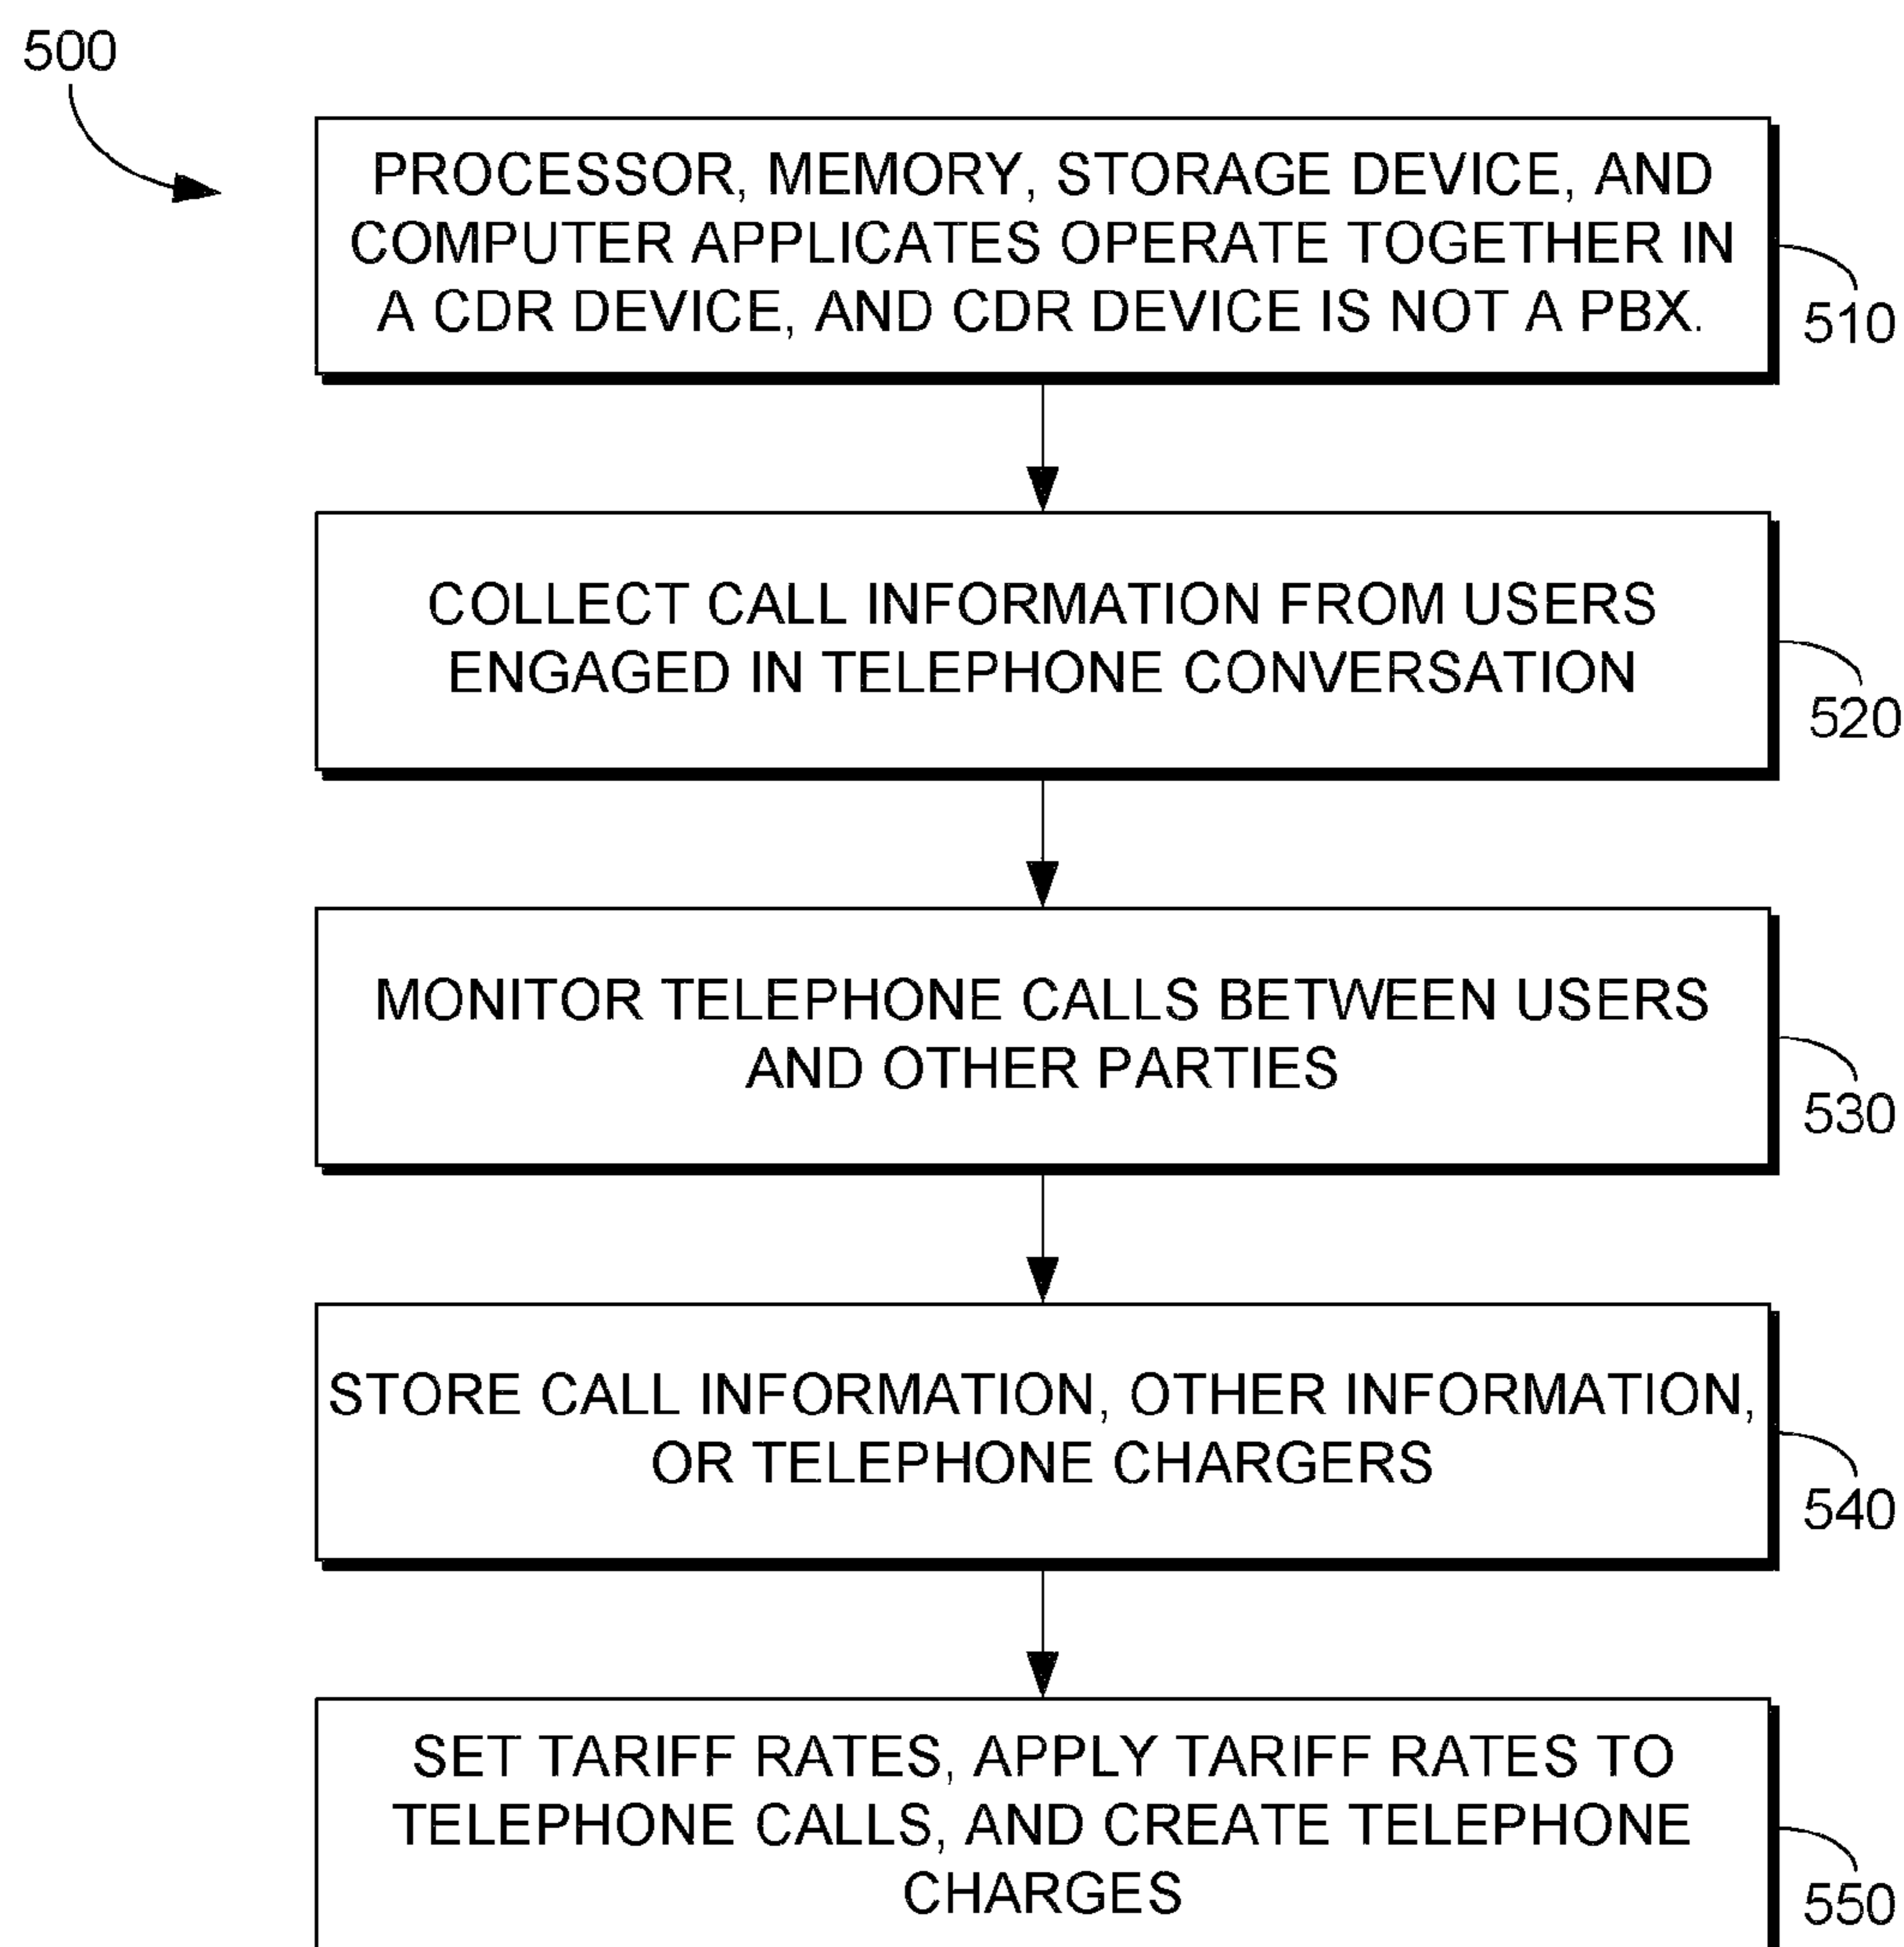 500
PROCESSOR, MEMORY, STORAGE DEVICE, AND
COMPUTER APPLICATES OPERATE TOGETHER IN
A CDR DEVICE, AND CDR DEVICE IS NOT A PBX.
510
COLLECT CALL INFORMATION FROM USERS
ENGAGED IN TELEPHONE CONVERSATION
520
MONITOR TELEPHONE CALLS BETWEEN USERS
AND OTHER PARTIES
530
STORE CALL INFORMATION, OTHER INFORMATION,
OR TELEPHONE CHARGERS
540
SET TARIFF RATES, APPLY TARIFF RATES TO
TELEPHONE CALLS, AND CREATE TELEPHONE
CHARGES
550